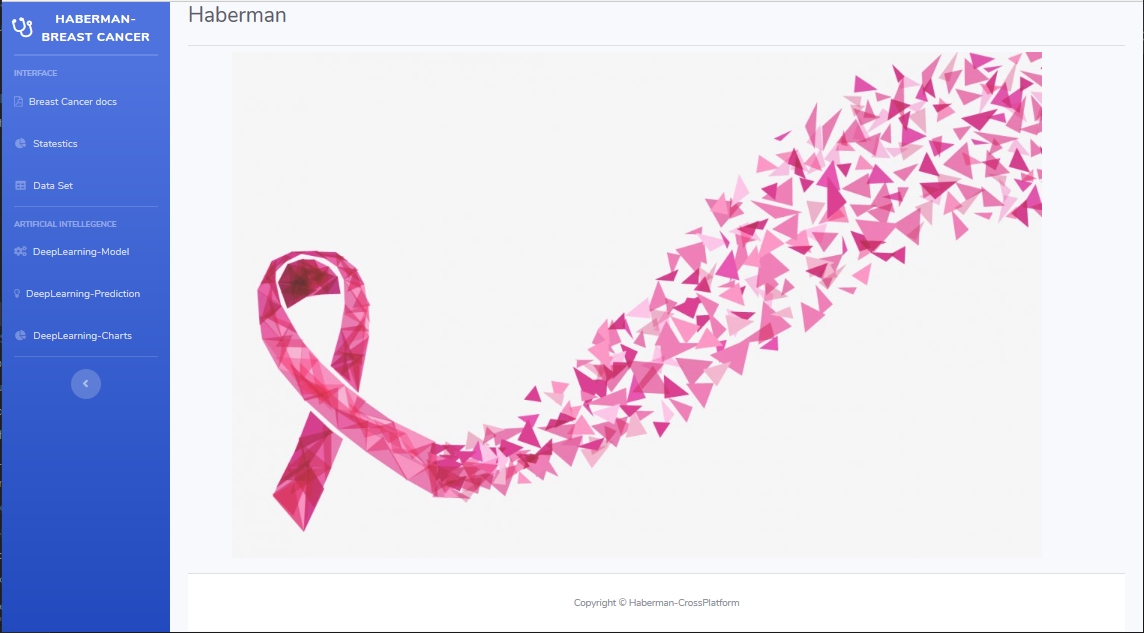 HABERMAN-
BREAST CANCER
INTERFACE
Breast Cancer docs
Statestics
Data Set
ARTIFICIAL INTELLEGENCE
DeepLearning-Model
DeepLearning-Prediction
DeepLearning-Charts
Haberman
Copyright © Haberman-CrossPlatform